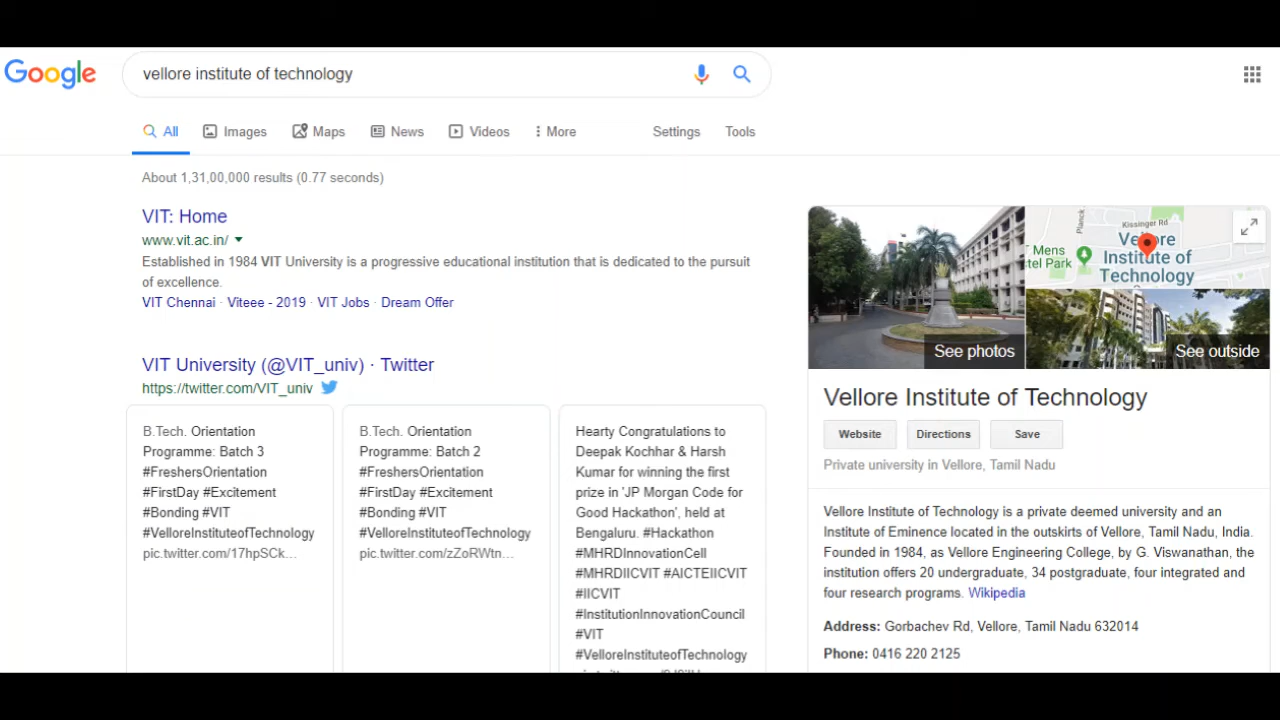 Google
vellore institute of technology
All Images Maps News Videos More Settings Tools
About 1,31,00,000 results (0.77 seconds)
VIT: Home
www.vit.ac.in/
Established in 1984 VIT University is a progressive educational institution that is dedicated to the pursuit
of excellence.
VIT Chennai · Viteee - 2019 · VIT Jobs · Dream Offer
VIT University (@VIT_univ) · Twitter
https://twitter.com/VIT_univ
B.Tech. Orientation
Programme: Batch 3
#FreshersOrientation
#FirstDay #Excitement
#Bonding #VIT
#VelloreInstituteofTechnology
pic.twitter.com/17hpSCk...
B.Tech. Orientation
Programme: Batch 2
#FreshersOrientation
#FirstDay #Excitement
#Bonding #VIT
#VelloreInstituteofTechnology
pic.twitter.com/zZoRWtn...
Hearty Congratulations to
Deepak Kochhar & Harsh
Kumar for winning the first
prize in 'JP Morgan Code for
Good Hackathon', held at
Bengaluru. #Hackathon
#MHRDInnovationCell
#MHRDIICVIT #AICTEIICVIT
#IICVIT
#InstitutionInnovationCouncil
#VIT
#VelloreInstituteofTechnology
Planck
Kissinger Rd
Mens
stel Park
Vellore
Institute of
Technology
See photos
See outside
Vellore Institute of Technology
Website Directions Save
Private university in Vellore, Tamil Nadu
Vellore Institute of Technology is a private deemed university and an
Institute of Eminence located in the outskirts of Vellore, Tamil Nadu, India.
Founded in 1984, as Vellore Engineering College, by G. Viswanathan, the
institution offers 20 undergraduate, 34 postgraduate, four integrated and
four research programs. Wikipedia
Address: Gorbachev Rd, Vellore, Tamil Nadu 632014
Phone: 0416 220 2125